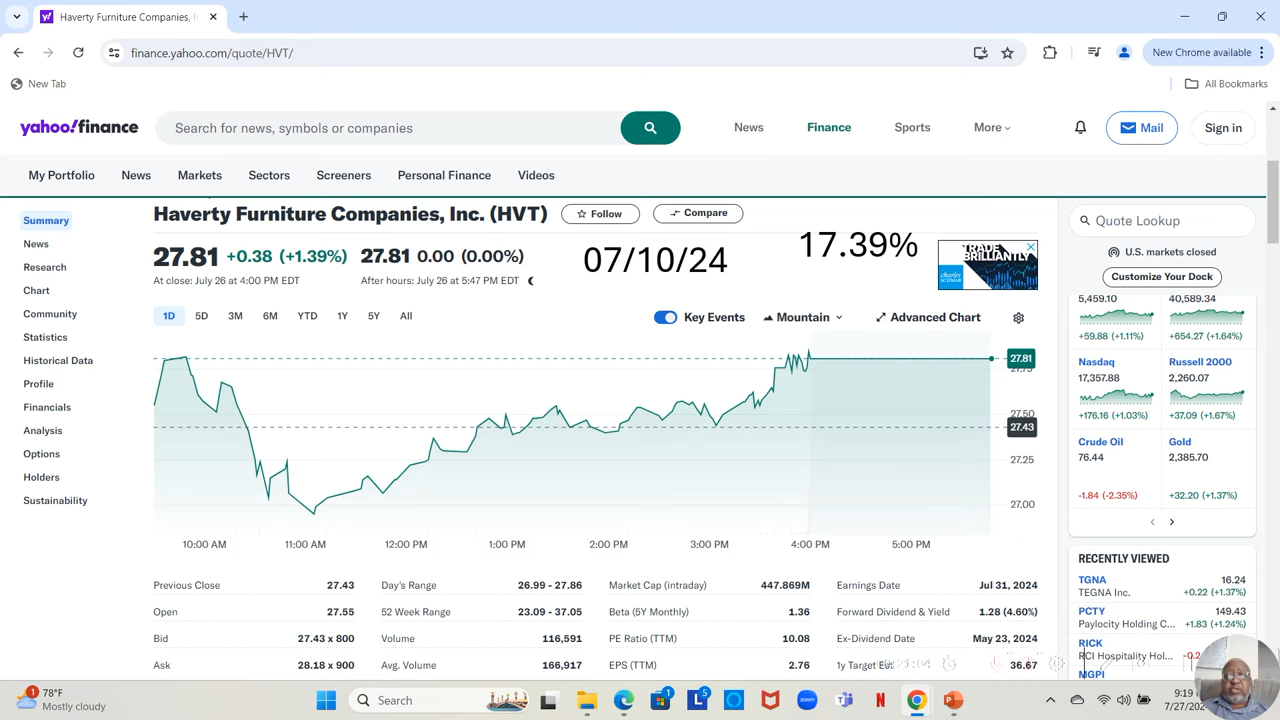 Haverty Furniture Companies, I
New Tab
finance.yahoo.com/quote/HVT/
New Chrome available
New Tab
All Bookmarks
yahoo!finance
Search for news, symbols or companies
News
Finance
Sports
More
Mail
Sign in
My Portfolio
News
Markets
Sectors
Screeners
Personal Finance
Videos
Summary
News
Research
Chart
Community
Statistics
Historical Data
Profile
Financials
Analysis
Options
Holders
Sustainability
Haverty Furniture Companies, Inc. (HVT)
Follow
Compare
27.81 +0.38 (+1.39%)
At close: July 26 at 4:00 PM EDT
27.81 0.00 (0.00%)
After hours: July 26 at 5:47 PM EDT
07/10/24
17.39%
TRADE
BRILLIANTLY
charles
SCHWAB
1D 5D 3M 6M YTD 1Y 5Y All
Key Events
Mountain
Advanced Chart
27.81
27.75
27.50
27.43
27.25
27.00
10:00 AM 11:00 AM 12:00 PM 1:00 PM 2:00 PM 3:00 PM 4:00 PM 5:00 PM
Previous Close 27.43
Open 27.55
Bid 27.43 x 800
Ask 28.18 x 900
Day's Range 26.99 - 27.86
52 Week Range 23.09 - 37.05
Volume 116,591
Avg. Volume 166,917
Market Cap (intraday) 447.869M
Beta (5Y Monthly) 1.36
PE Ratio (TTM) 10.08
EPS (TTM) 2.76
Earnings Date Jul 31, 2024
Forward Dividend & Yield 1.28 (4.60%)
Ex-Dividend Date May 23, 2024
1y Target Est 36.67
Quote Lookup
U.S. markets closed
Customize Your Dock
5,459.10 40,589.34
+59.88 (+1.11%) +654.27 (+1.64%)
Nasdaq Russell 2000
17,357.88 2,260.07
+176.16 (+1.03%) +37.09 (+1.67%)
Crude Oil Gold
76.44 2,385.70
-1.84 (-2.35%) +32.20 (+1.37%)
RECENTLY VIEWED
TGNA 16.24
TEGNA Inc. +0.22 (+1.37%)
PCTY 149.43
Paylocity Holding C... +1.83 (+1.24%)
RICK
RCI Hospitality Hol... -0.2
MGPI
1
78°F
Mostly cloudy
Search
1
5
9:19
7/27/202